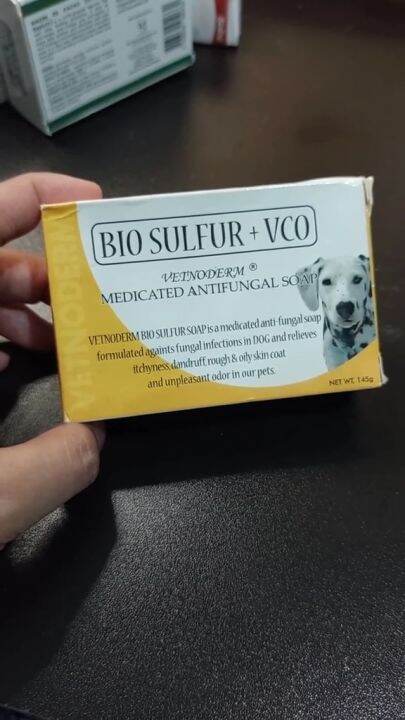 BIO SULFUR + VCO
VETNODERM ®
MEDICATED ANTIFUNGAL SOAP
VETNODERM BIO SULFUR SOAP is a medicated anti-fungal soap
formulated againts fungal infections in DOG and relieves
itchyness, dandruff, rough & oily skin coat
and unpleasant odor in our pets.
NET WT. 145g
VETNODERM